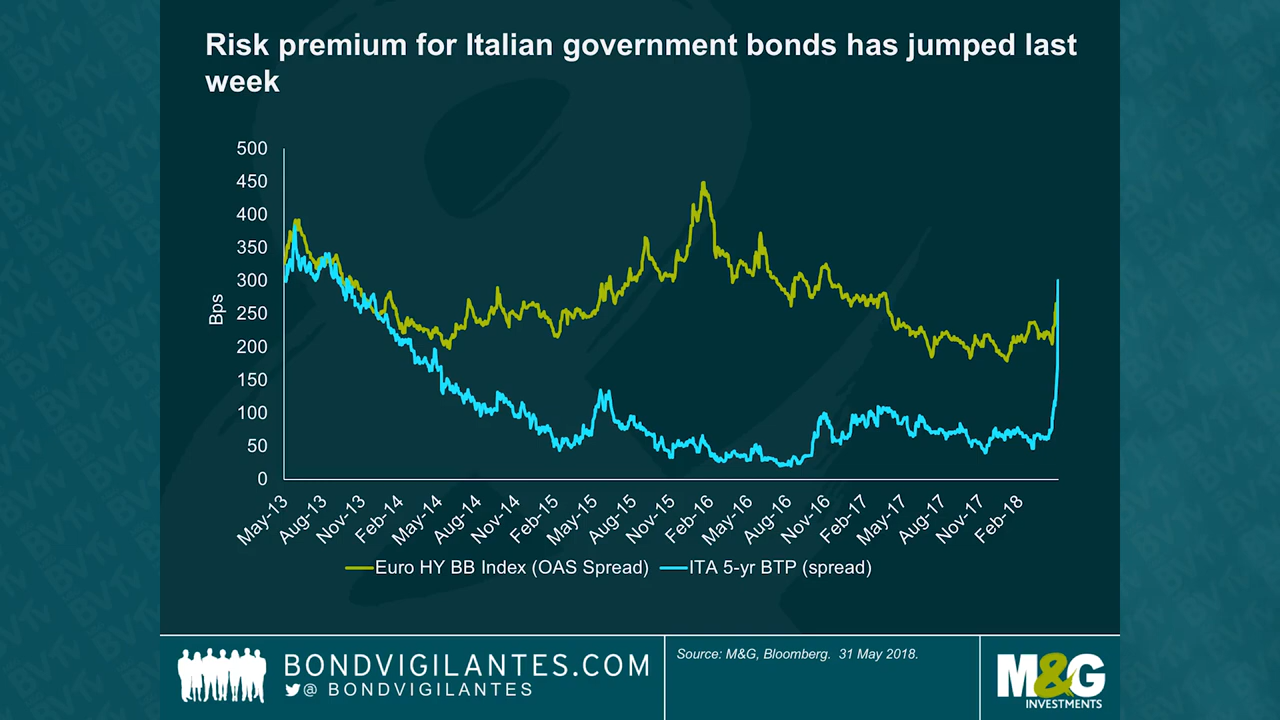 Risk premium for Italian government bonds has jumped last
week
500
450
400
350
300
250
200
150
100
50
0
Bps
May-13
Aug-13
Nov-13
Feb-14
May-14
Aug-14
Nov-14
Feb-15
May-15
Aug-15
Nov-15
Feb-16
May-16
Aug-16
Nov-16
Feb-17
May-17
Aug-17
Nov-17
Feb-18
Euro HY BB Index (OAS Spread)
ITA 5-yr BTP (spread)
BONDVIGILANTES.COM
@ BONDVIGILANTES
Source: M&G, Bloomberg. 31 May 2018.
M&G
INVESTMENTS